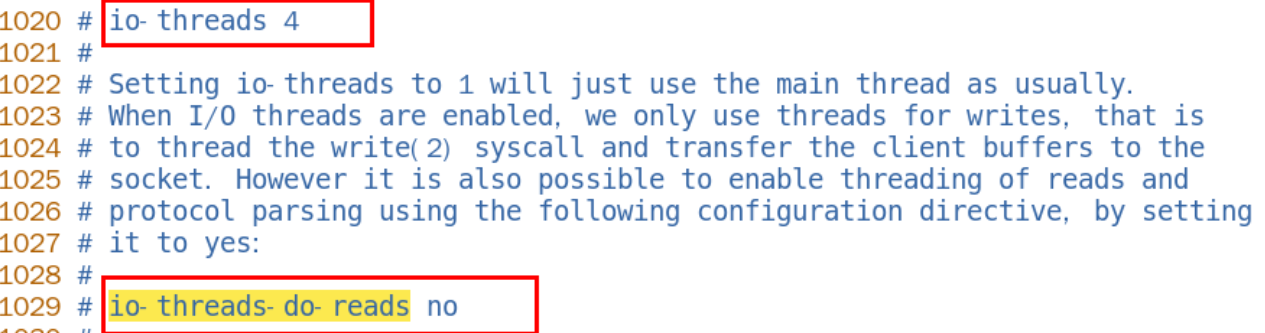 1020 # io-threads 4
1021 #
1022 # Setting io-threads to 1 will just use the main thread as usually.
1023 # When I/O threads are enabled, we only use threads for writes, that is
1024 # to thread the write(2) syscall and transfer the client buffers to the
1025 # socket. However it is also possible to enable threading of reads and
1026 # protocol parsing using the following configuration directive, by setting
1027 # it to yes:
1028 #
1029 # io-threads-do-reads no